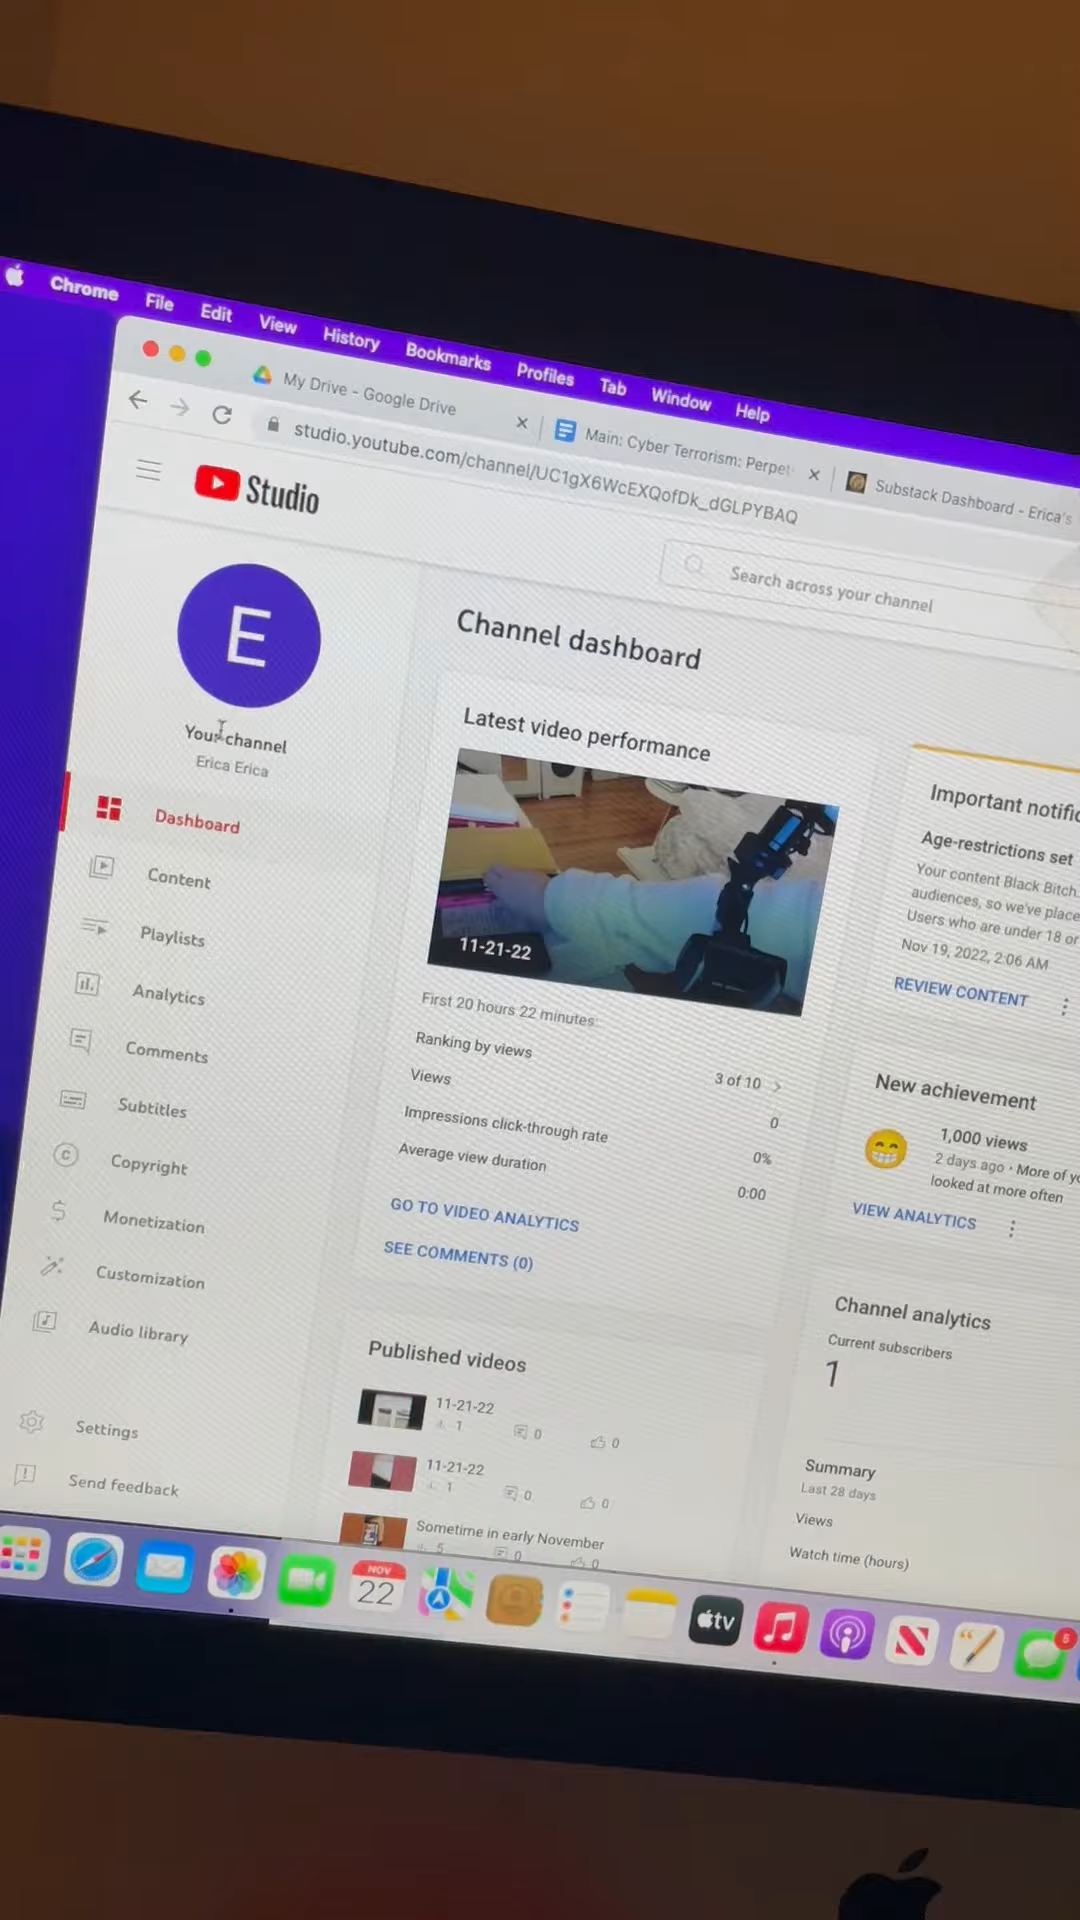 Chrome File Edit View History Bookmarks Profiles Tab Window Help
My Drive - Google Drive
Main: Cyber Terrorism: Perpet
Substack Dashboard - Erica's
studio.youtube.com/channel/UC1gX6WcEXQofDk_dGLPYBAQ
Studio
Search across your channel
E
Your channel
Erica Erica
Dashboard
Content
Playlists
Analytics
Comments
Subtitles
Copyright
Monetization
Customization
Audio library
Settings
Send feedback
Channel dashboard
Latest video performance
11-21-22
First 20 hours 22 minutes:
Ranking by views 3 of 10
Views 0
Impressions click-through rate 0%
Average view duration 0:00
GO TO VIDEO ANALYTICS
SEE COMMENTS (0)
Published videos
11-21-22
1 0 0
11-21-22
1 0 0
Sometime in early November
5 0 0
Important notific
Age-restrictions set
Your content Black Bitch.
audiences, so we've place
Users who are under 18 or
Nov 19, 2022, 2:06 AM
REVIEW CONTENT
New achievement
1,000 views
2 days ago • More of yo
looked at more often
VIEW ANALYTICS
Channel analytics
Current subscribers
1
Summary
Last 28 days
Views
Watch time (hours)
NOV
22
tv